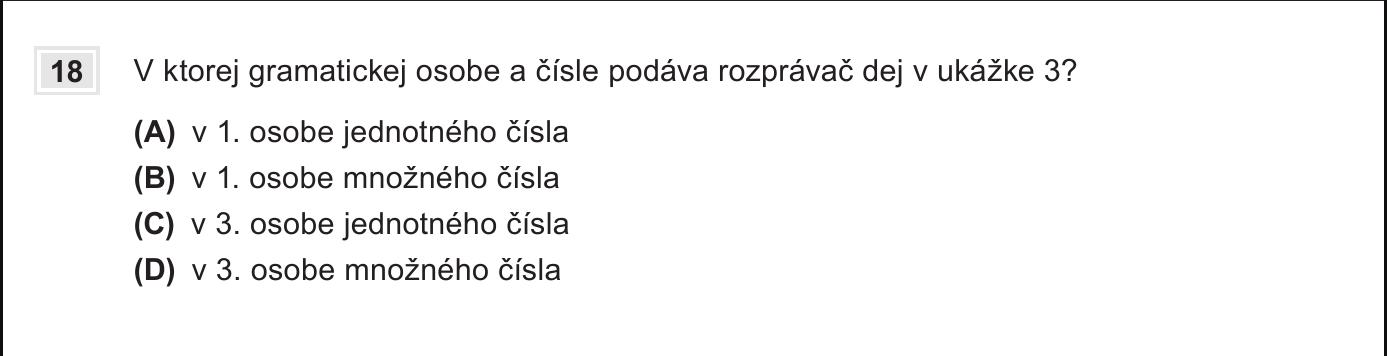 18 V ktorej gramatickej osobe a čísle podáva rozprávač dej v ukážke 3?
(A) v 1. osobe jednotného čísla
(B) v 1. osobe množného čísla
(C) v 3. osobe jednotného čísla
(D) v 3. osobe množného čísla